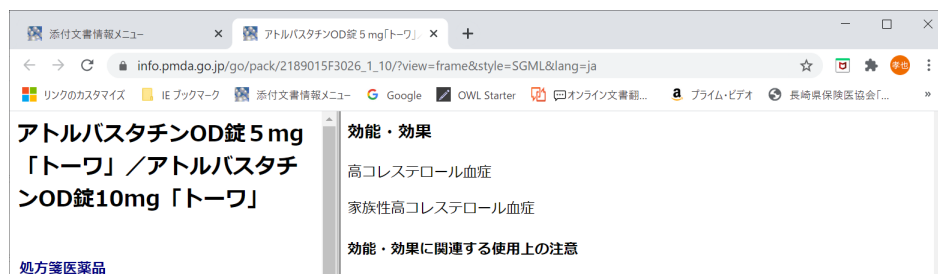 添付文書情報メニュー
アトルバスタチンOD錠５mg「トーワ」
info.pmda.go.jp/go/pack/2189015F3026_1_10/?view=frame&style=SGML&lang=ja
孝也
リンクのカスタマイズ IE ブックマーク 添付文書情報メニュー Google OWL Starter オンライン文書翻... プライム・ビデオ 長崎県保険医協会「... »
アトルバスタチンOD錠５mg
「トーワ」／アトルバスタチ
ンOD錠10mg「トーワ」
処方箋医薬品
効能・効果
高コレステロール血症
家族性高コレステロール血症
効能・効果に関連する使用上の注意